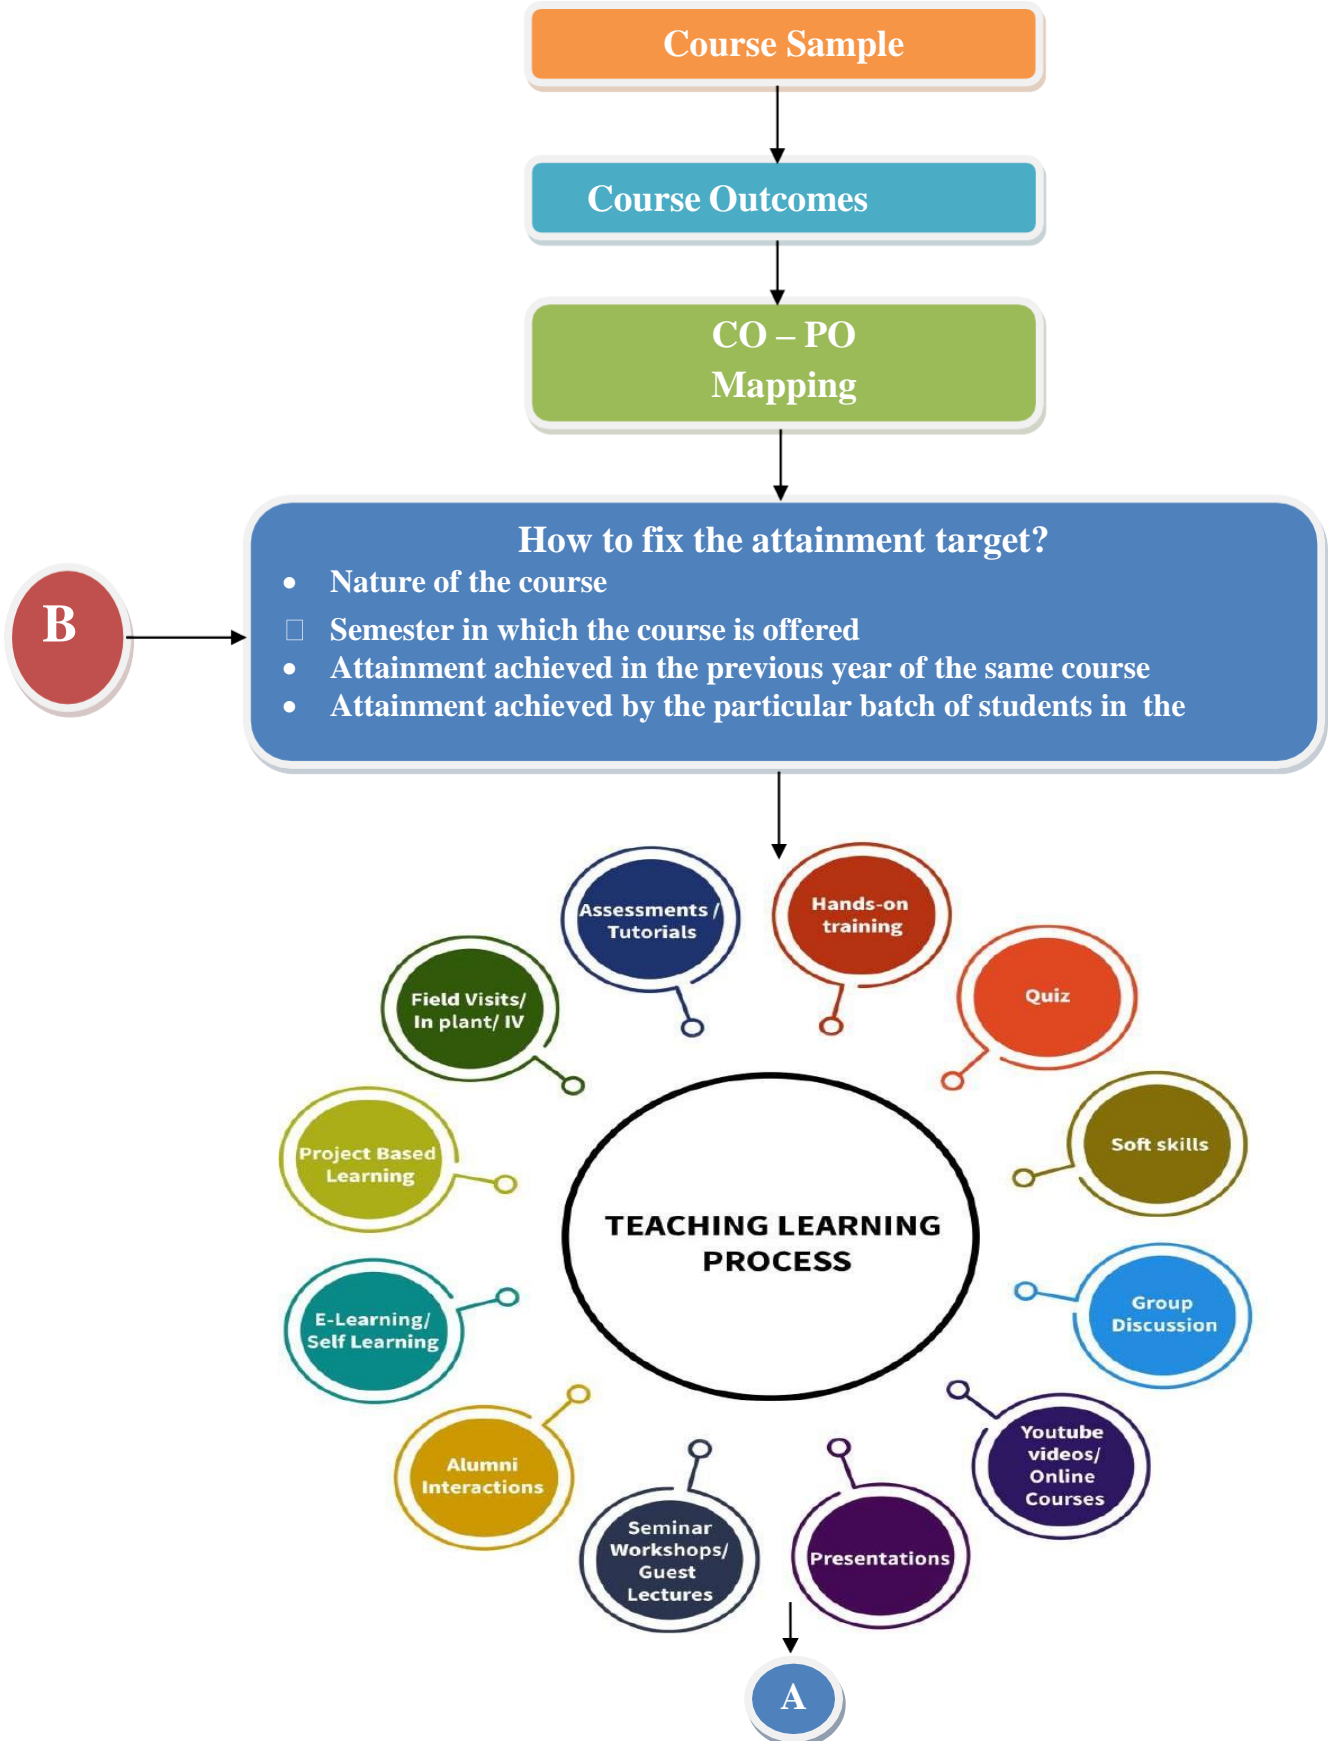 Course Sample
Course Outcomes
CO – PO
Mapping
How to fix the attainment target?
• Nature of the course
Semester in which the course is offered
• Attainment achieved in the previous year of the same course
• Attainment achieved by the particular batch of students in the
B
Assessments /
Tutorials
Hands-on
training
Quiz
Soft skills
Group
Discussion
Youtube
videos/
Online
Courses
Presentations
Seminar
Workshops/
Guest
Lectures
Alumni
Interactions
E-Learning/
Self Learning
Project Based
Learning
Field Visits/
In plant/ IV
TEACHING LEARNING
PROCESS
A